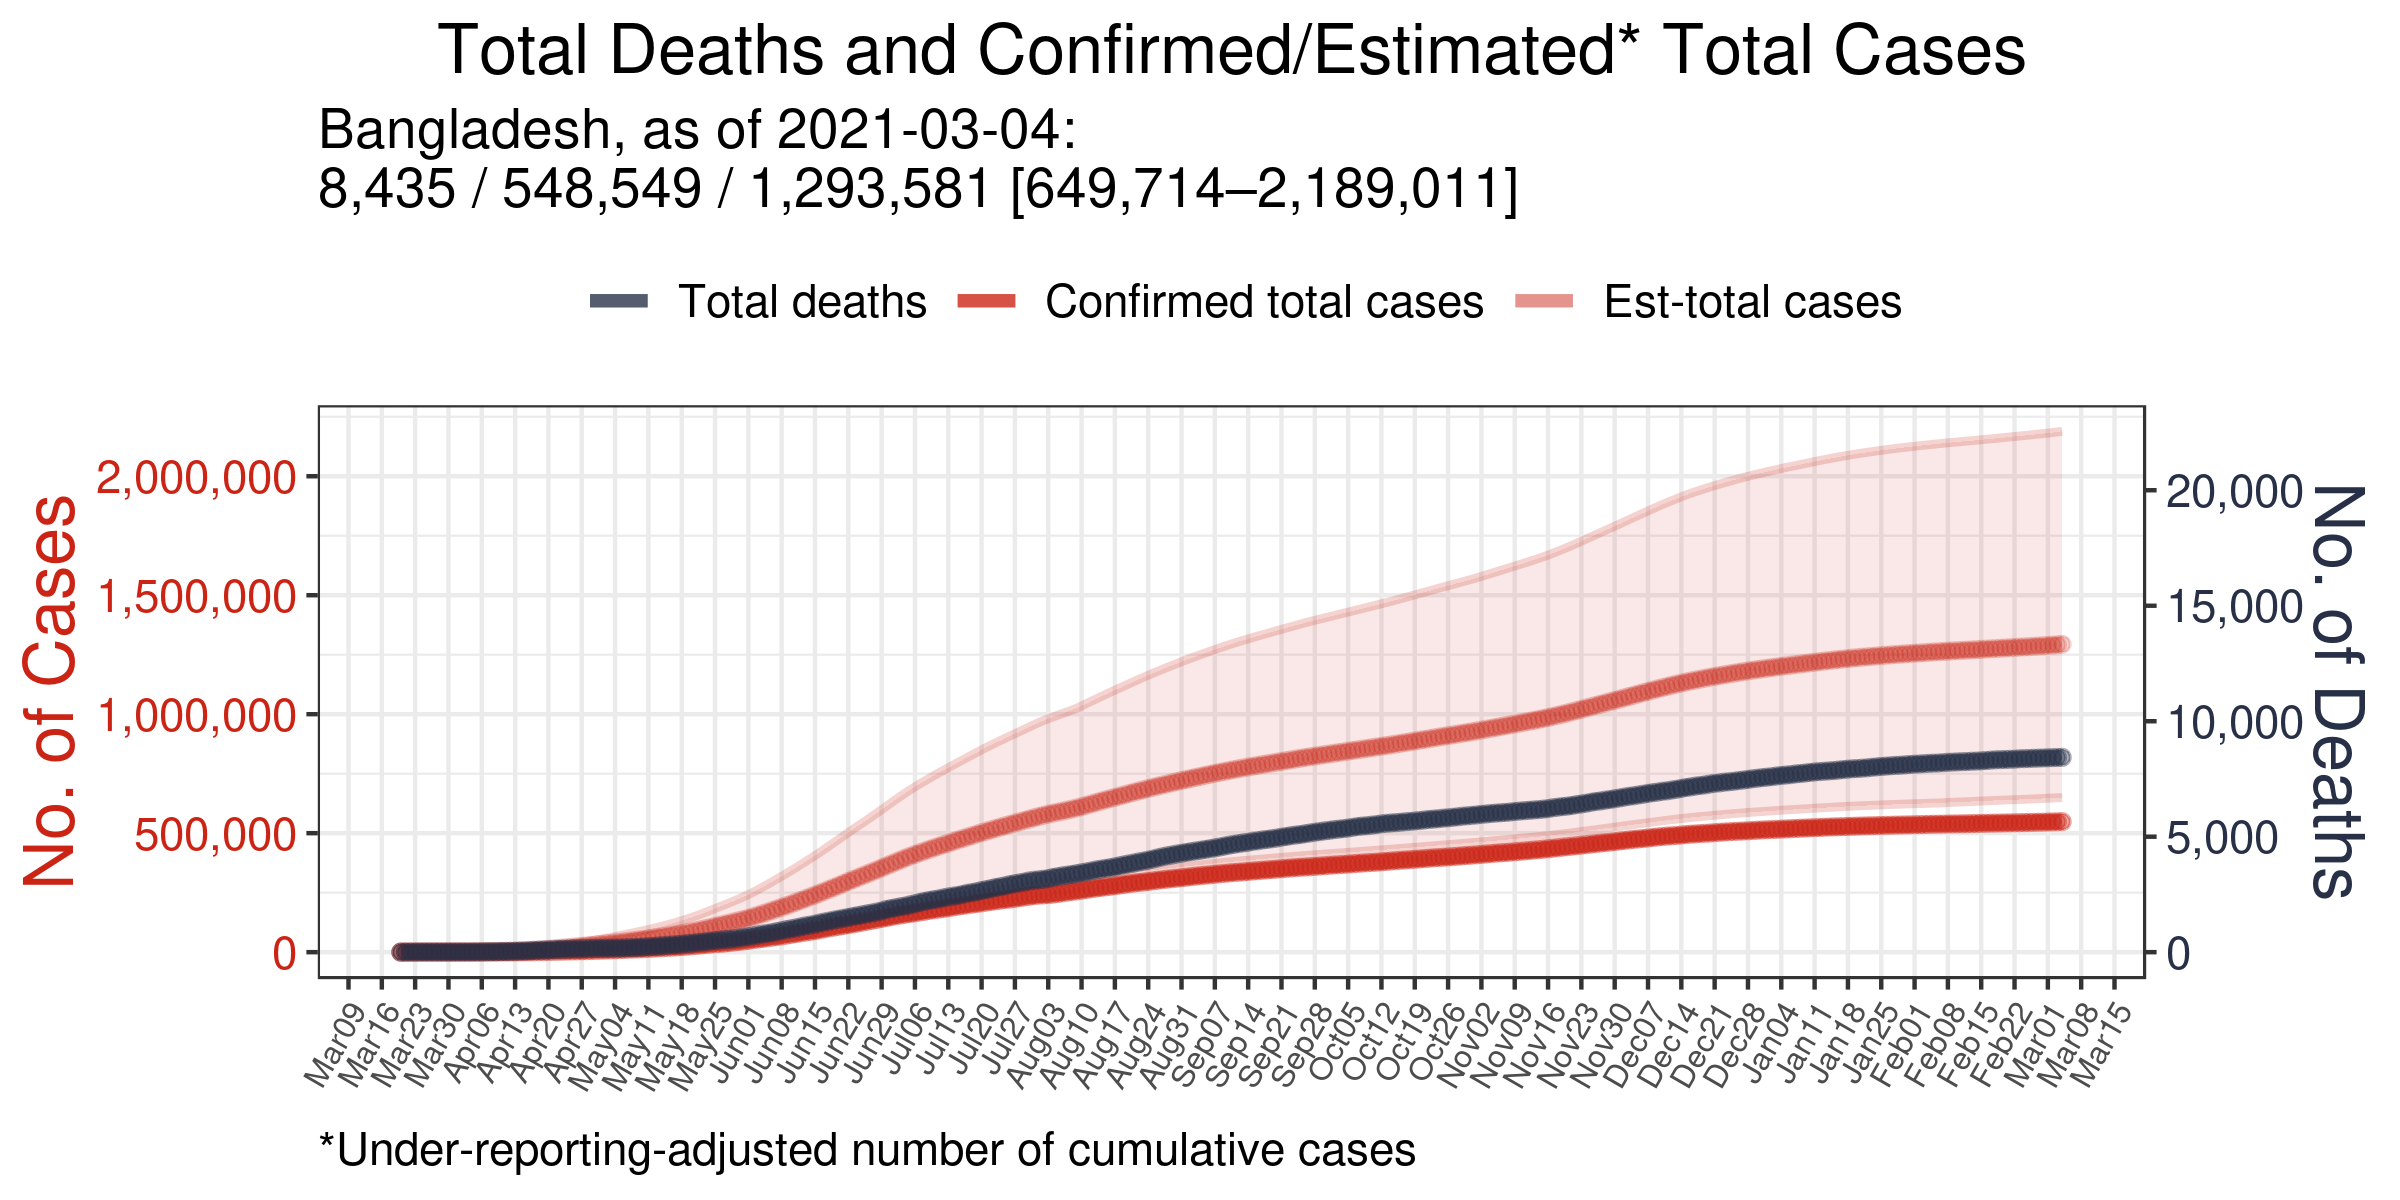 Total Deaths and Confirmed/Estimated* Total Cases
Bangladesh, as of 2021-03-04:
8,435 / 548,549 / 1,293,581 [649,714–2,189,011]
Total deaths Confirmed total cases Est-total cases
No. of Cases
2,000,000
1,500,000
1,000,000
500,000
0
20,000
15,000
10,000
5,000
0
No. of Deaths
Mar09 Mar16 Mar23 Mar30 Apr06 Apr13 Apr20 Apr27 May04 May11 May18 May25 Jun01 Jun08 Jun15 Jun22 Jun29 Jul06 Jul13 Jul20 Jul27 Aug03 Aug10 Aug17 Aug24 Aug31 Sep07 Sep14 Sep21 Sep28 Oct05 Oct12 Oct19 Oct26 Nov02 Nov09 Nov16 Nov23 Nov30 Dec07 Dec14 Dec21 Dec28 Jan04 Jan11 Jan18 Jan25 Feb01 Feb08 Feb15 Feb22 Mar01 Mar08 Mar15
*Under-reporting-adjusted number of cumulative cases